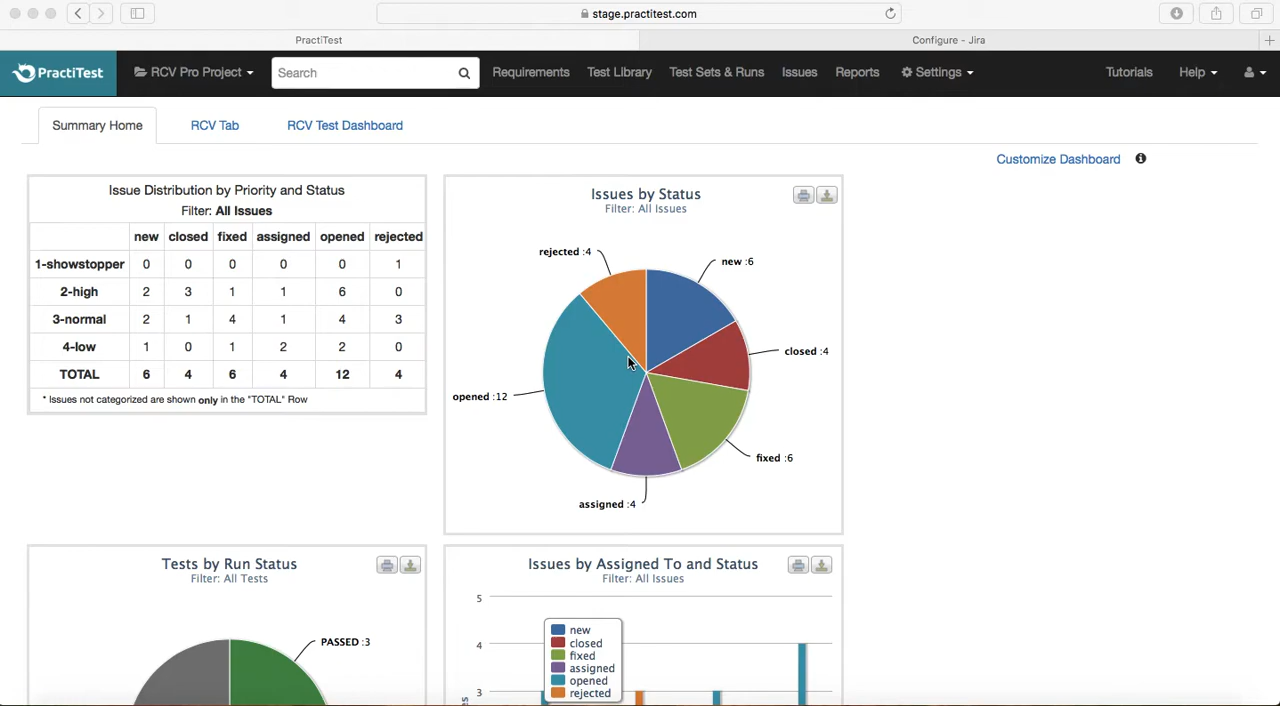 stage.practitest.com
PractiTest
Configure - Jira
PractiTest
RCV Pro Project
Search
Requirements
Test Library
Test Sets & Runs
Issues
Reports
Settings
Tutorials
Help
Summary Home
RCV Tab
RCV Test Dashboard
Customize Dashboard
Issue Distribution by Priority and Status
Filter: All Issues
new closed fixed assigned opened rejected
1-showstopper 0 0 0 0 0 1
2-high 2 3 1 1 6 0
3-normal 2 1 4 1 4 3
4-low 1 0 1 2 2 0
TOTAL 6 4 6 4 12 4
* Issues not categorized are shown only in the "TOTAL" Row
Issues by Status
Filter: All Issues
rejected :4
new :6
closed :4
opened :12
fixed :6
assigned :4
Tests by Run Status
Filter: All Tests
PASSED :3
Issues by Assigned To and Status
Filter: All Issues
5
4
3
new
closed
fixed
assigned
opened
rejected